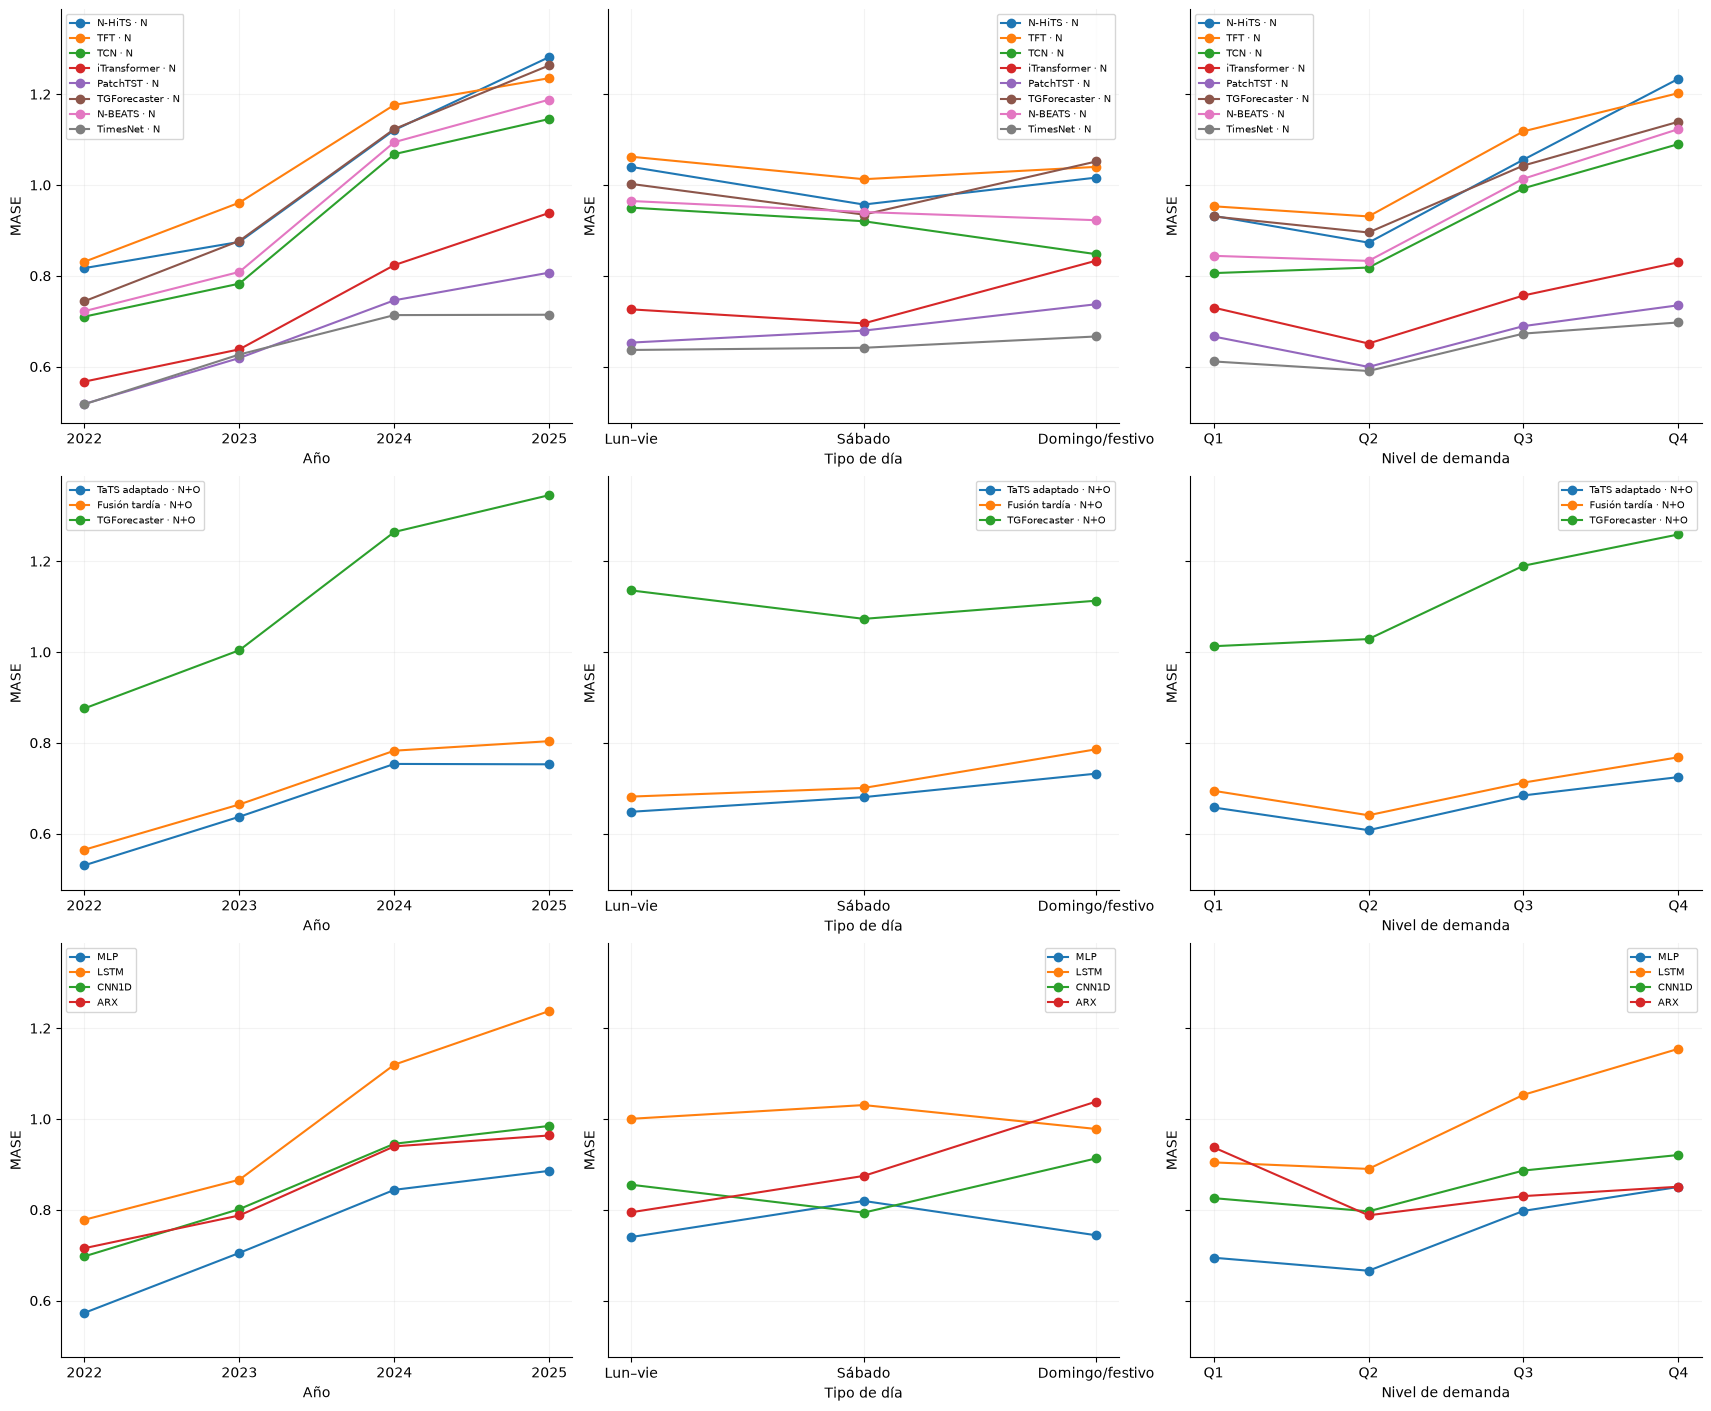 N-HiTS · N
TFT · N
TCN · N
iTransformer · N
PatchTST · N
TGForecaster · N
N-BEATS · N
TimesNet · N
MASE
1.2
1.0
0.8
0.6
2022 2023 2024 2025
Año
N-HiTS · N
TFT · N
TCN · N
iTransformer · N
PatchTST · N
TGForecaster · N
N-BEATS · N
TimesNet · N
MASE
Lun–vie Sábado Domingo/festivo
Tipo de día
N-HiTS · N
TFT · N
TCN · N
iTransformer · N
PatchTST · N
TGForecaster · N
N-BEATS · N
TimesNet · N
MASE
Q1 Q2 Q3 Q4
Nivel de demanda
TaTS adaptado · N+O
Fusión tardía · N+O
TGForecaster · N+O
MASE
1.2
1.0
0.8
0.6
2022 2023 2024 2025
Año
TaTS adaptado · N+O
Fusión tardía · N+O
TGForecaster · N+O
MASE
Lun–vie Sábado Domingo/festivo
Tipo de día
TaTS adaptado · N+O
Fusión tardía · N+O
TGForecaster · N+O
MASE
Q1 Q2 Q3 Q4
Nivel de demanda
MLP
LSTM
CNN1D
ARX
MASE
1.2
1.0
0.8
0.6
2022 2023 2024 2025
Año
MLP
LSTM
CNN1D
ARX
MASE
Lun–vie Sábado Domingo/festivo
Tipo de día
MLP
LSTM
CNN1D
ARX
MASE
Q1 Q2 Q3 Q4
Nivel de demanda